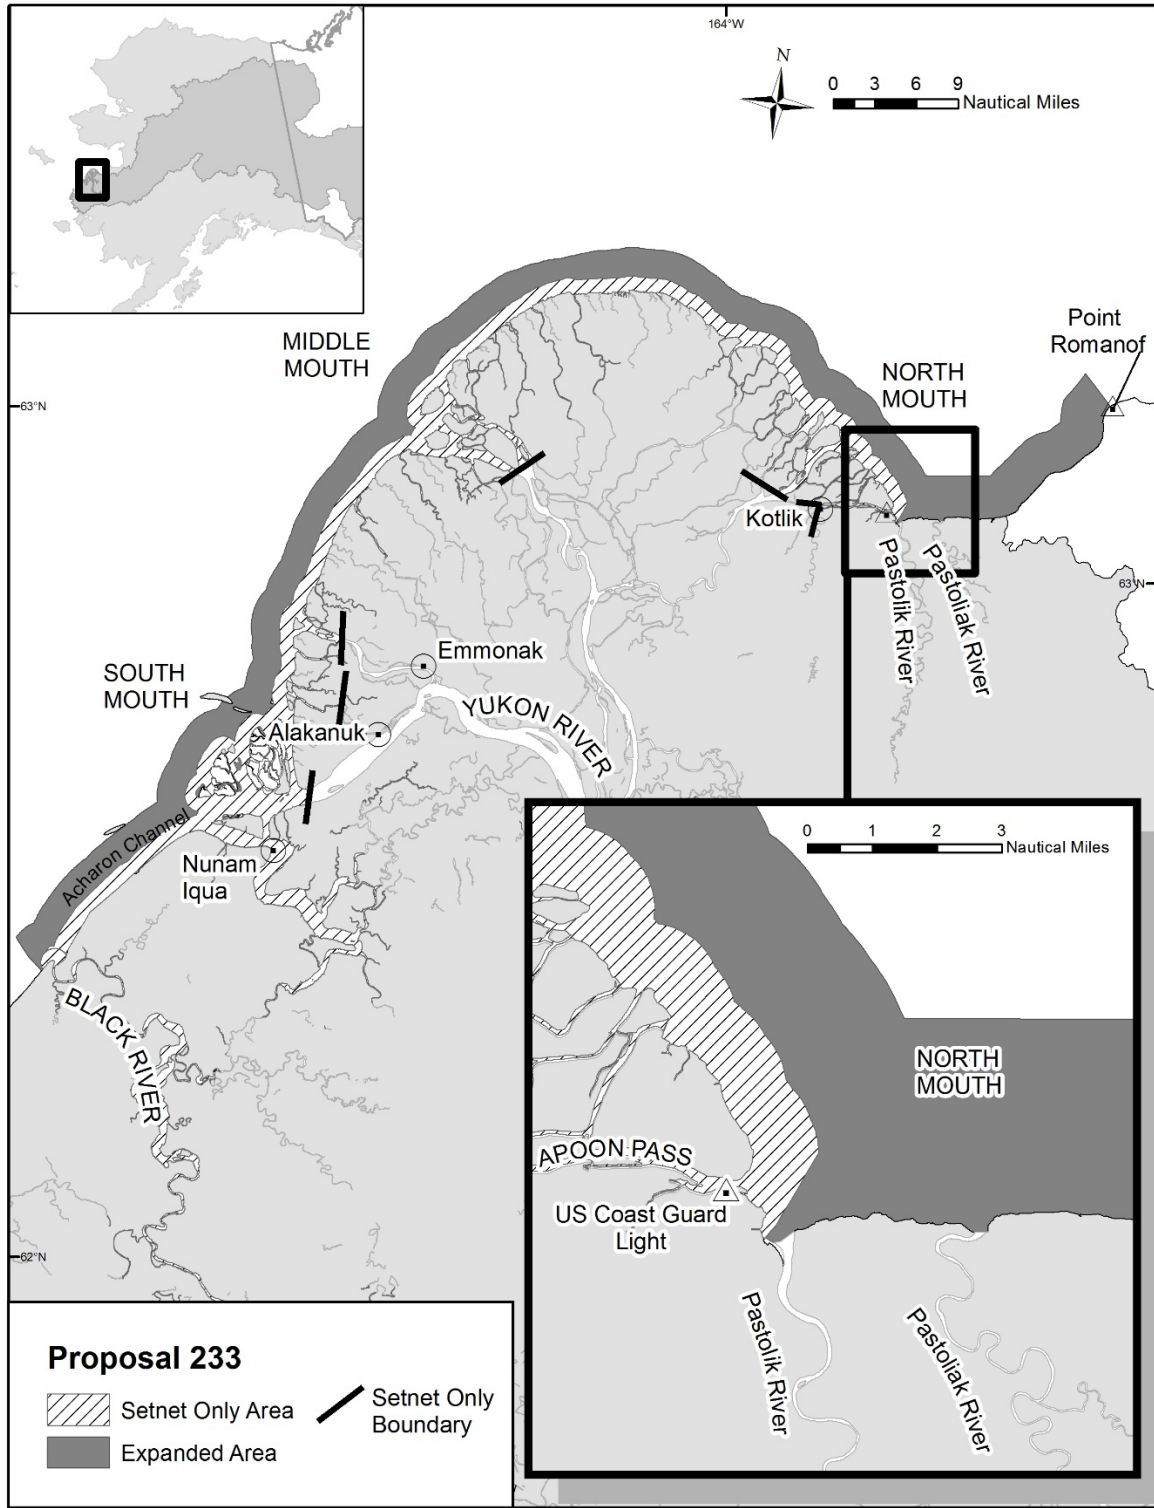 164°W
N
0 3 6 9
Nautical Miles
Point
Romanof
MIDDLE
MOUTH
NORTH
MOUTH
63°N
Kotlik
63°N
Pastolik River
Pastoliak River
Emmonak
SOUTH
MOUTH
YUKON RIVER
Alakanuk
Acharon Channel
Nunam
Iqua
BLACK RIVER
0 1 2 3
Nautical Miles
NORTH
MOUTH
APOON PASS
US Coast Guard
Light
62°N
Pastolik River
Pastoliak River
Proposal 233
Setnet Only Area
Setnet Only
Boundary
Expanded Area